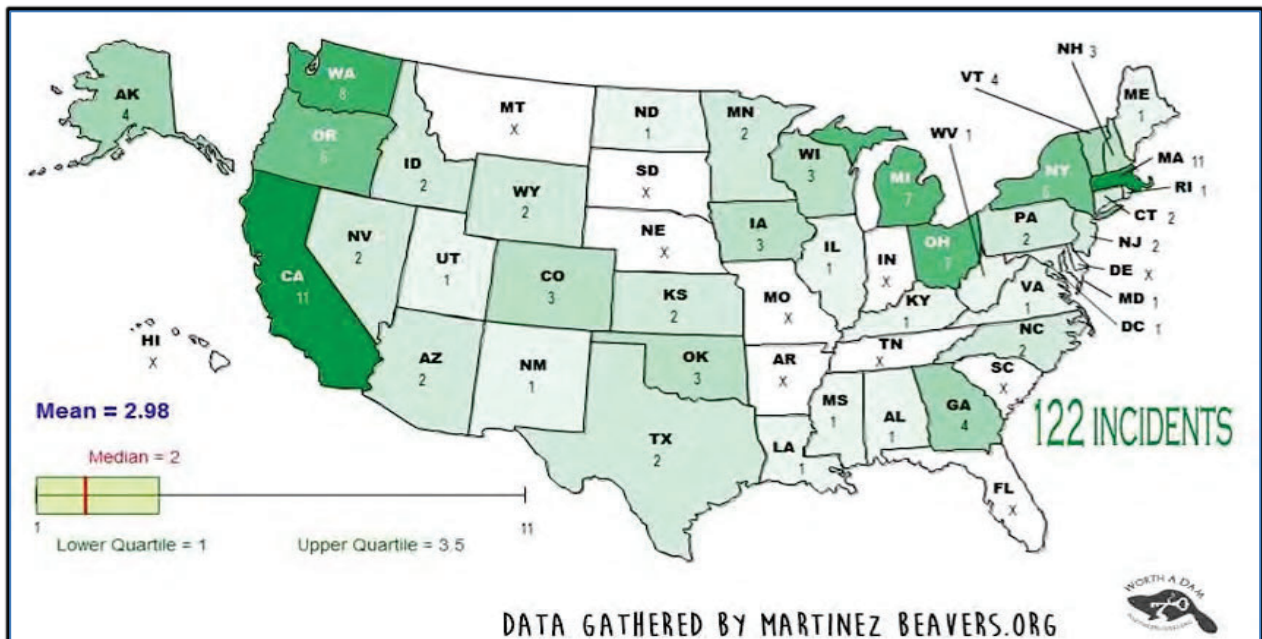 NH 3
VT 4
ME
1
AK
4
WA
8
MT
X
ND
1
MN
2
WV 1
OR
6
ID
2
SD
X
WI
3
MI
7
NY
6
MA 11
RI 1
WY
2
CT 2
NE
X
IA
3
PA
2
NJ 2
NV
2
UT
1
IL
1
IN
X
OH
7
DE X
CA
11
CO
3
KS
2
MO
X
KY
1
VA
1
MD 1
DC 1
HI
X
AZ
2
NM
1
OK
3
AR
X
TN
X
NC
2
SC
X
Mean = 2.98
MS
1
AL
1
GA
4
122 INCIDENTS
TX
2
LA
1
Median = 2
FL
X
1
11
Lower Quartile = 1
Upper Quartile = 3.5
WORTH A DAM
DATA GATHERED BY MARTINEZ BEAVERS.ORG